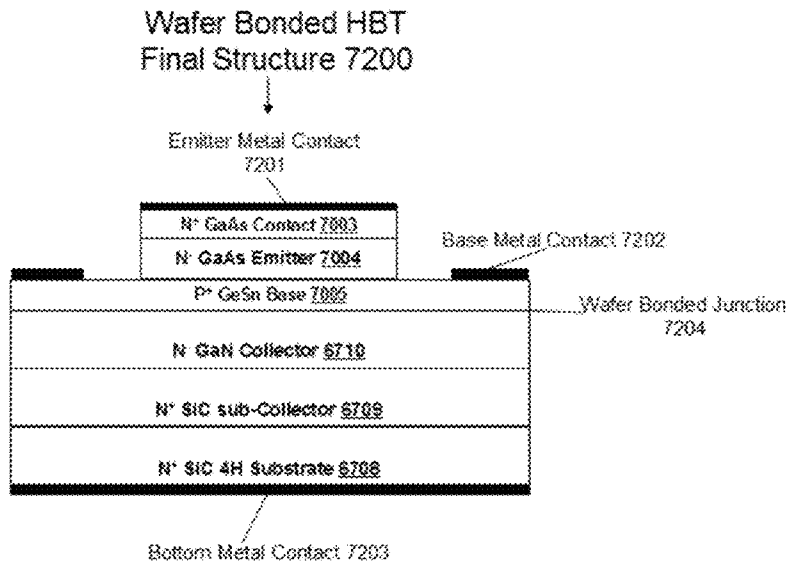 Wafer Bonded HBT
Final Structure 7200
Emitter Metal Contact
7201
N⁺ GaAs Contact 7003
N⁻ GaAs Emitter 7004
Base Metal Contact 7202
P⁺ GeSn Base 7005
Wafer Bonded Junction
7204
N⁻ GaN Collector 6710
N⁺ SiC sub-Collector 6709
N⁺ SiC 4H Substrate 6708
Bottom Metal Contact 7203